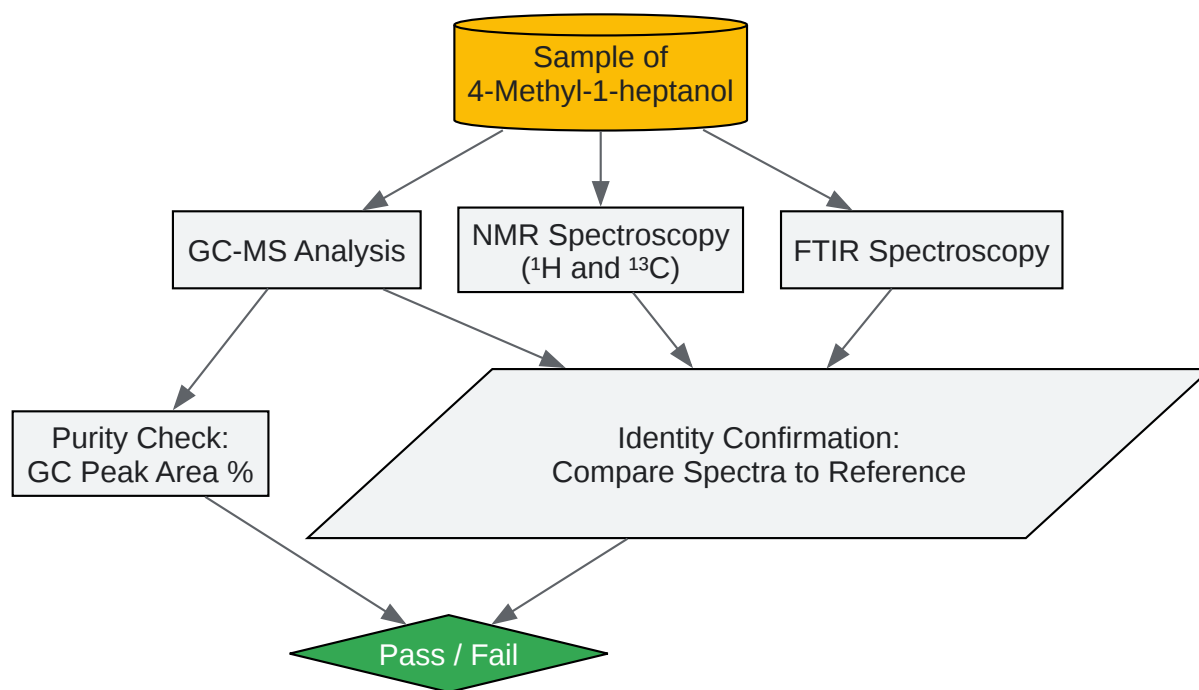 Sample of
4-Methyl-1-heptanol
GC-MS Analysis
NMR Spectroscopy
(¹H and ¹³C)
FTIR Spectroscopy
Purity Check:
GC Peak Area %
Identity Confirmation:
Compare Spectra to Reference
Pass / Fail